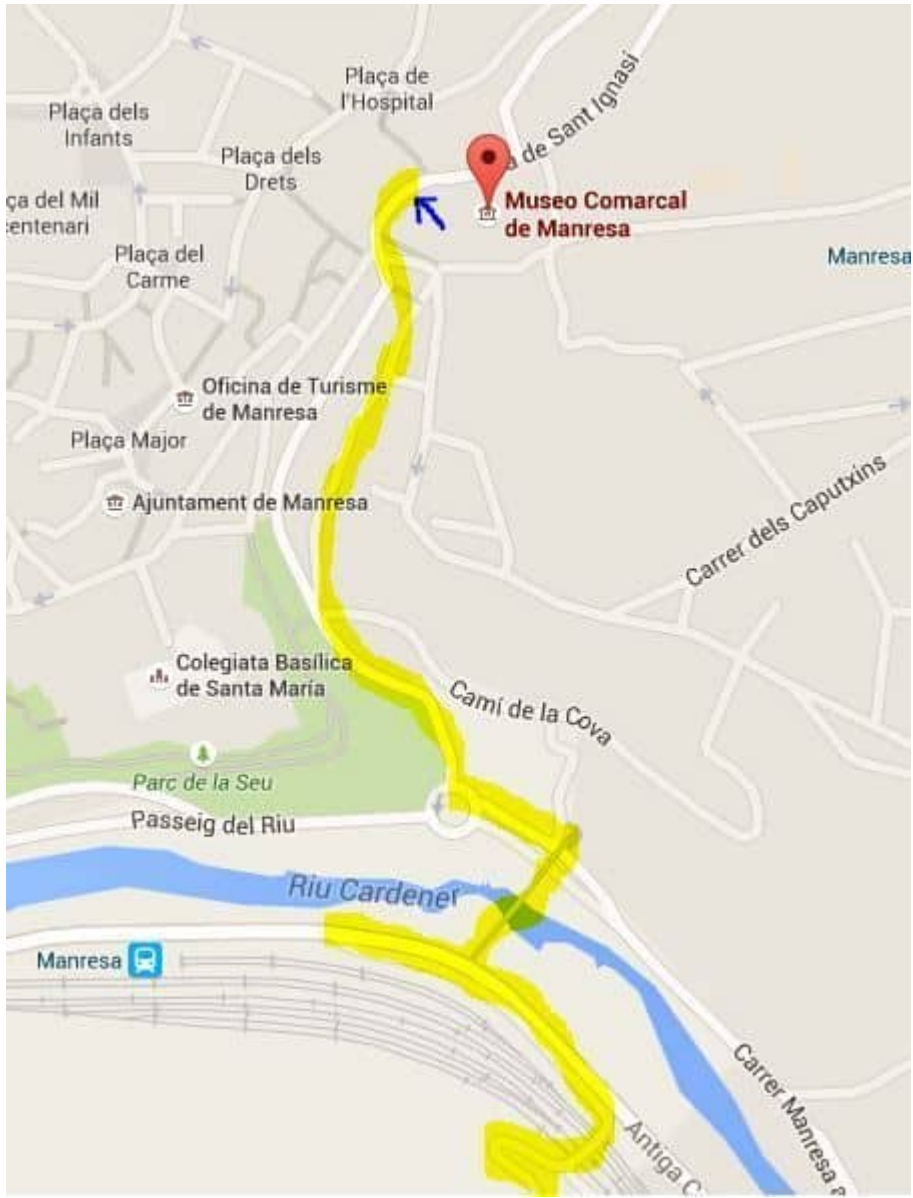 Plaça de
l'Hospital
Plaça dels
Infants
Plaça dels
Drets
a de Sant Ignasi
ça del Mil
centenari
Museo Comarcal
de Manresa
Plaça del
Carme
Manresa
Oficina de Turisme
de Manresa
Plaça Major
Ajuntament de Manresa
Carrer dels Caputxins
Colegiata Basílica
de Santa María
Camí de la Cova
Parc de la Seu
Passeig del Riu
Riu Cardener
Manresa
Carrer Manresa a
Antiga C